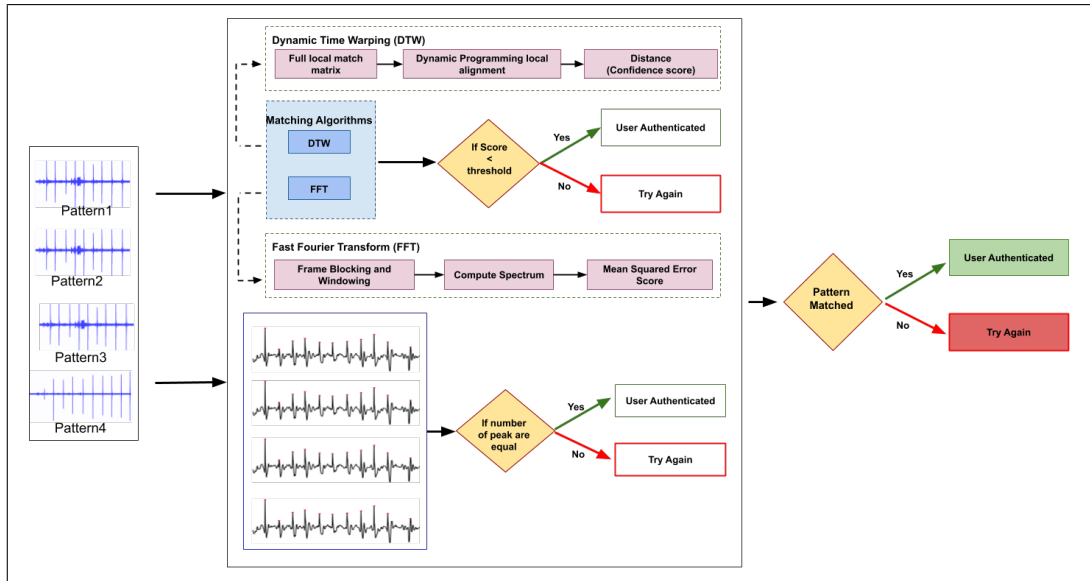 Pattern1
Pattern2
Pattern3
Pattern4
Dynamic Time Warping (DTW)
Full local match
matrix
Dynamic Programming local
alignment
Distance
(Confidence score)
Matching Algorithms
DTW
FFT
If Score
<
threshold
Yes
No
User Authenticated
Try Again
Fast Fourier Transform (FFT)
Frame Blocking and
Windowing
Compute Spectrum
Mean Squared Error
Score
If number
of peak are
equal
Yes
No
User Authenticated
Try Again
Pattern
Matched
Yes
No
User Authenticated
Try Again